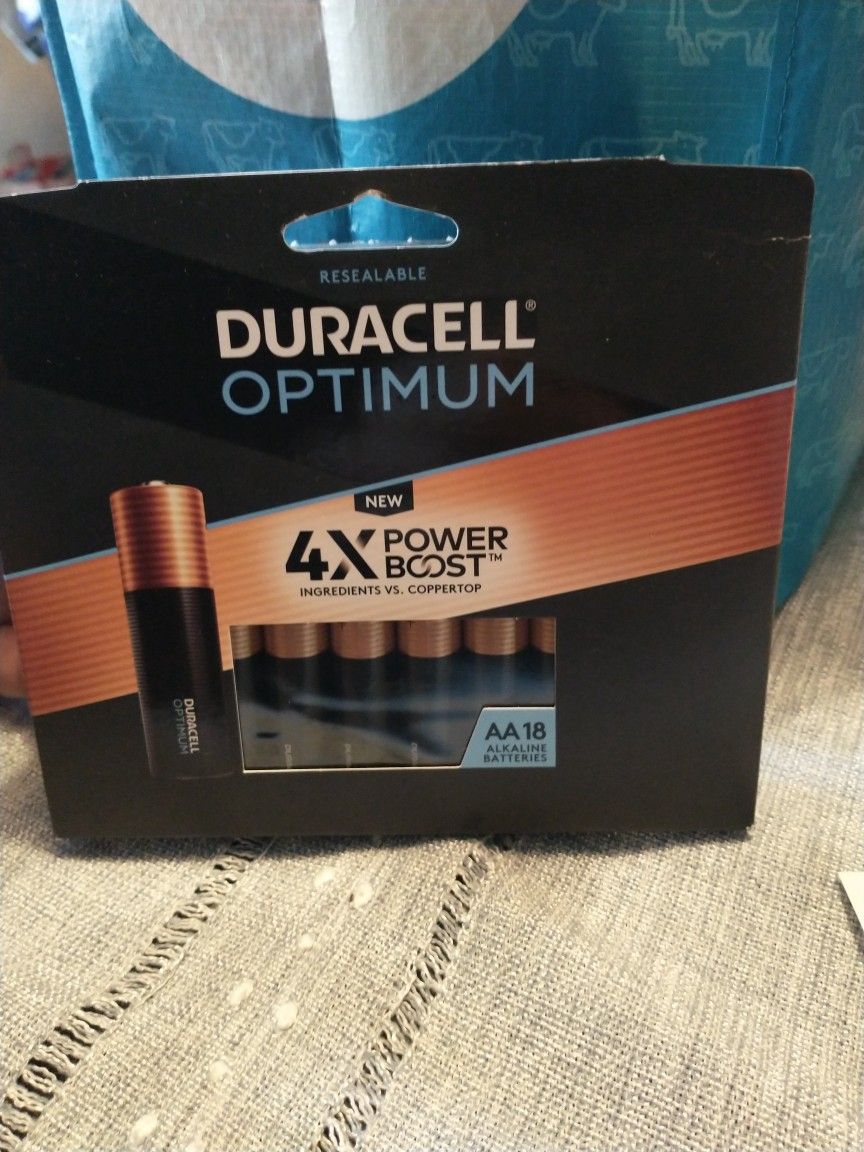 RESEALABLE
DURACELL®
OPTIMUM
NEW
4X POWER
BOOST™
INGREDIENTS VS. COPPERTOP
DURACELL
OPTIMUM
AA 18
ALKALINE
BATTERIES